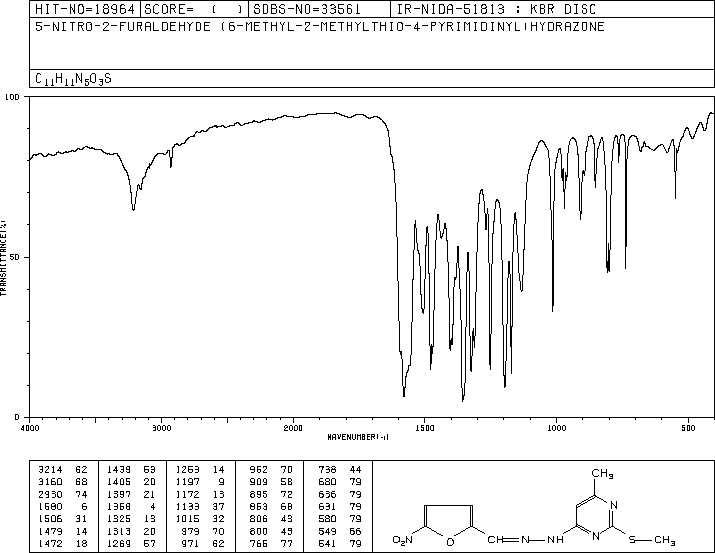 HIT-NO=18964 SCORE= ( ) SDBS-NO=33561 IR-NIDA-51813 : KBR DISC
5-NITRO-2-FURALDEHYDE (6-METHYL-2-METHYLTHIO-4-PYRIMIDINYL)HYDRAZONE
C11H11N5O3S
100
50
0
TRANSMITTANCE(%)
4000 3000 2000 1500 1000 500
WAVENUMBER(-1)
3214 62 1439 53 1253 14 962 70 738 44
3160 68 1405 20 1197 9 909 58 680 79
2930 74 1397 21 1172 13 895 72 636 79
1580 6 1358 4 1133 37 853 68 631 79
1506 31 1325 13 1015 32 806 43 580 79
1479 14 1313 20 979 70 800 43 549 66
1472 18 1269 57 971 62 766 77 541 79
CH3
N
O2N O CH N NH N S CH3